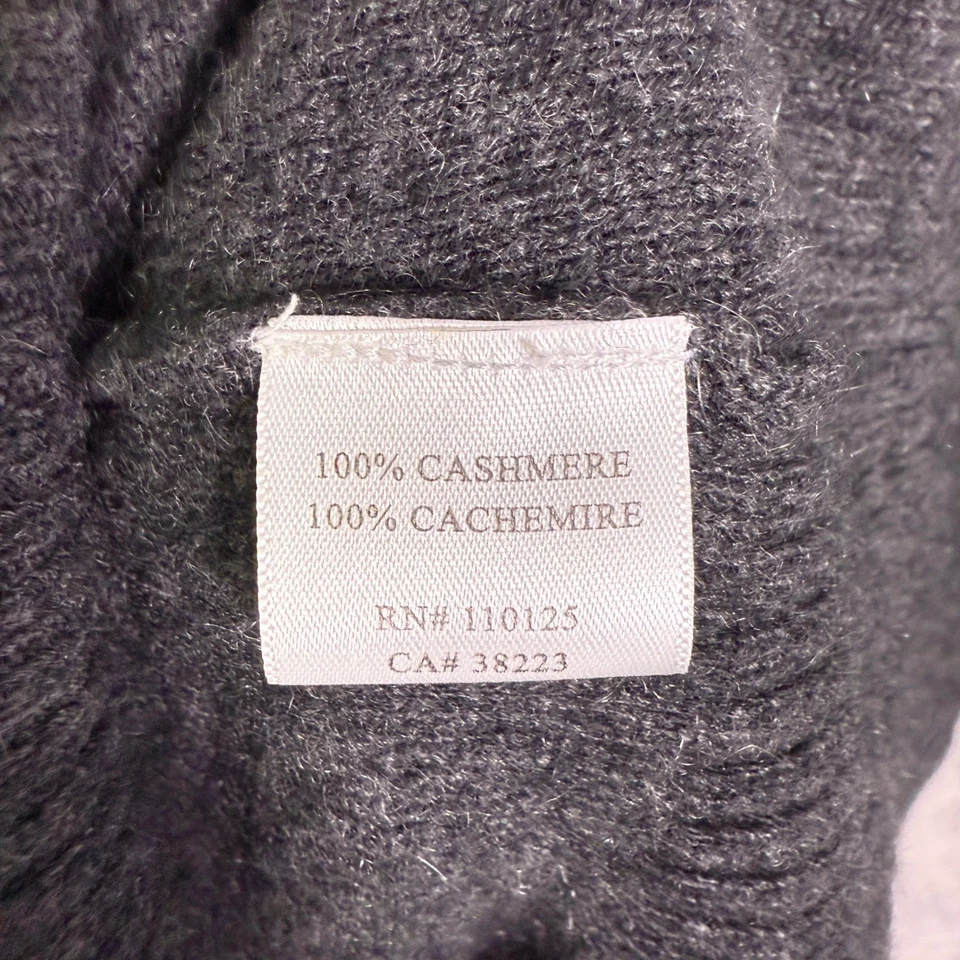 100% CASHMERE
100% CACHEMIRE
RN# 110125
CA# 38223